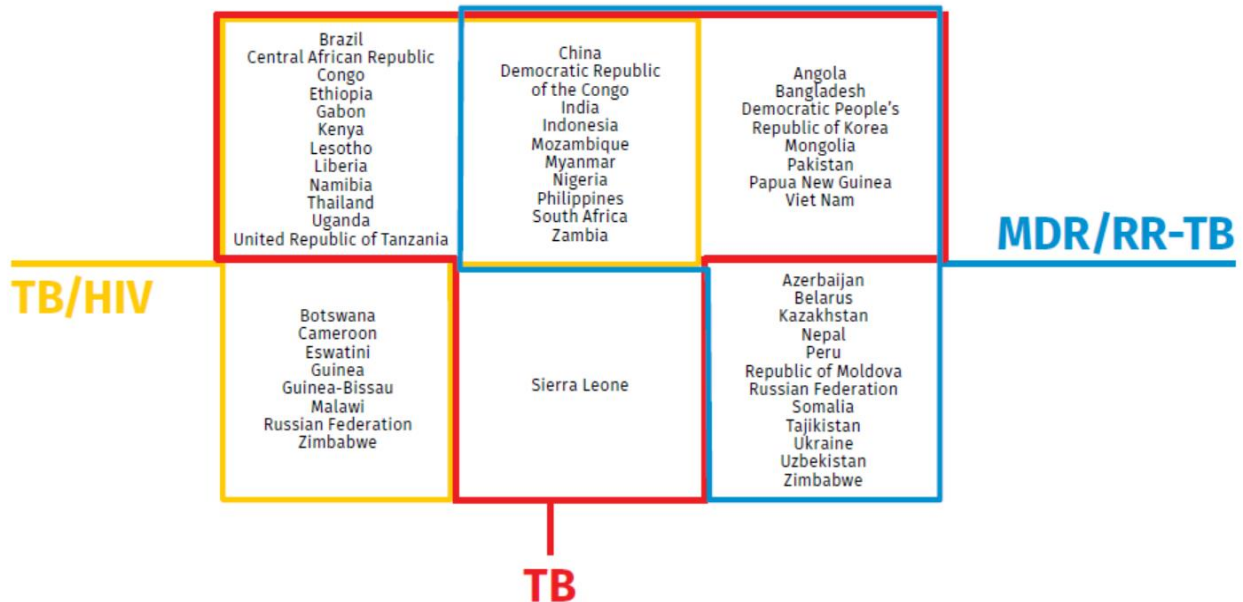 Brazil
Central African Republic
Congo
Ethiopia
Gabon
Kenya
Lesotho
Liberia
Namibia
Thailand
Uganda
United Republic of Tanzania
China
Democratic Republic
of the Congo
India
Indonesia
Mozambique
Myanmar
Nigeria
Philippines
South Africa
Zambia
Angola
Bangladesh
Democratic People's
Republic of Korea
Mongolia
Pakistan
Papua New Guinea
Viet Nam
MDR/RR-TB
TB/HIV
Botswana
Cameroon
Eswatini
Guinea
Guinea-Bissau
Malawi
Russian Federation
Zimbabwe
Sierra Leone
Azerbaijan
Belarus
Kazakhstan
Nepal
Peru
Republic of Moldova
Russian Federation
Somalia
Tajikistan
Ukraine
Uzbekistan
Zimbabwe
TB